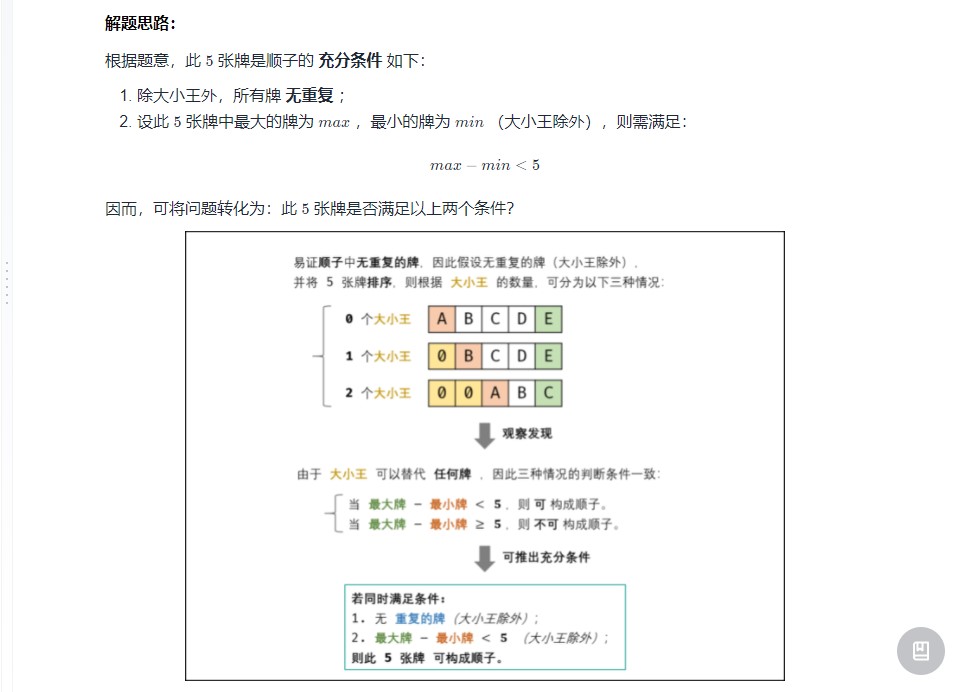 解题思路：
根据题意，此 5 张牌是顺子的 充分条件 如下：
1. 除大小王外，所有牌 无重复 ；
2. 设此 5 张牌中最大的牌为 max ，最小的牌为 min （大小王除外），则需满足：
max − min < 5
因而，可将问题转化为：此 5 张牌是否满足以上两个条件？
易证顺子中无重复的牌，因此假设无重复的牌（大小王除外），
并将 5 张牌排序，则根据 大小王 的数量，可分为以下三种情况：
0 个大小王 A B C D E
1 个大小王 0 B C D E
2 个大小王 0 0 A B C
观察发现
由于 大小王 可以替代 任何牌 ，因此三种情况的判断条件一致：
当 最大牌 − 最小牌 < 5，则 可 构成顺子。
当 最大牌 − 最小牌 ≥ 5，则 不可 构成顺子。
可推出充分条件
若同时满足条件：
1. 无 重复的牌（大小王除外）；
2. 最大牌 − 最小牌 < 5 （大小王除外）；
则此 5 张牌 可构成顺子。